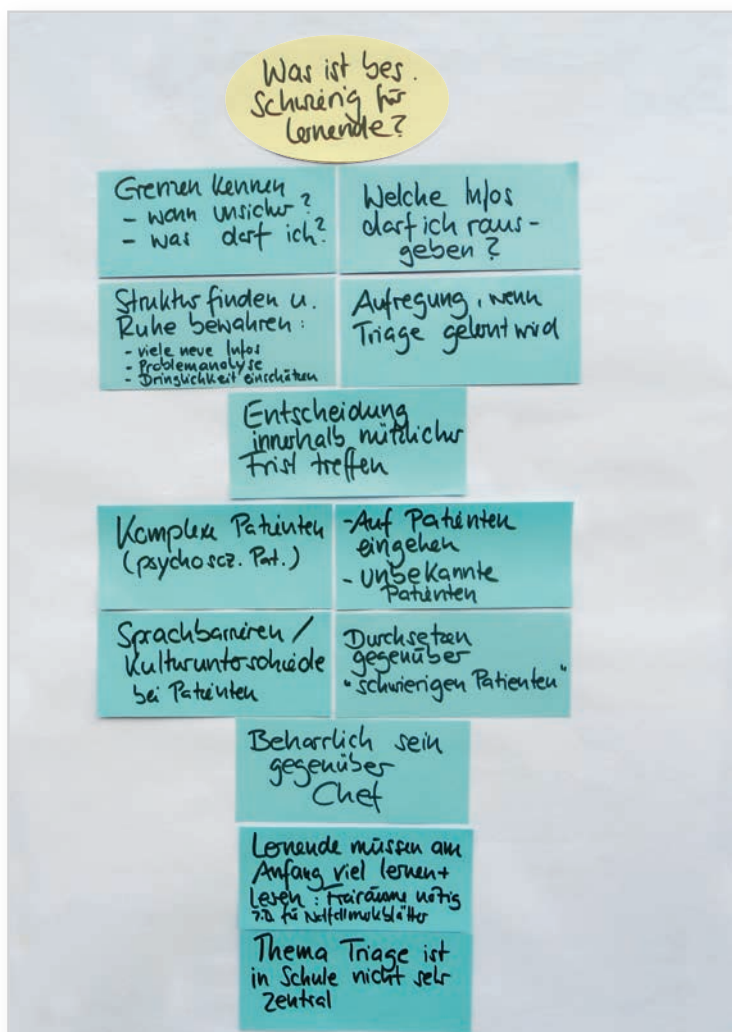 Was ist bes.
schwierig für
Lernende?
Grenzen kennen
- wann unsicher?
- was darf ich?
Welche Infos
darf ich raus-
geben?
Struktur finden u.
Ruhe bewahren:
- viele neue Infos
- Problemanalyse
- Dringlichkeit einschätzen
Aufregung, wenn
Triage gelernt wird
Entscheidung
innerhalb nützlicher
Frist treffen
Komplexe Patienten
(psychosoz. Pat.)
- Auf Patienten
eingehen
- unbekannte
Patienten
Sprachbarrieren /
Kulturunterschiede
bei Patienten
Durchsetzen
gegenüber
"schwierigen Patienten"
Beharrlich sein
gegenüber
Chef
Lernende müssen am
Anfang viel lernen +
lesen: Freiräume nötig
z.B. für Notfallmerkblätter
Thema Triage ist
in Schule nicht sehr
zentral